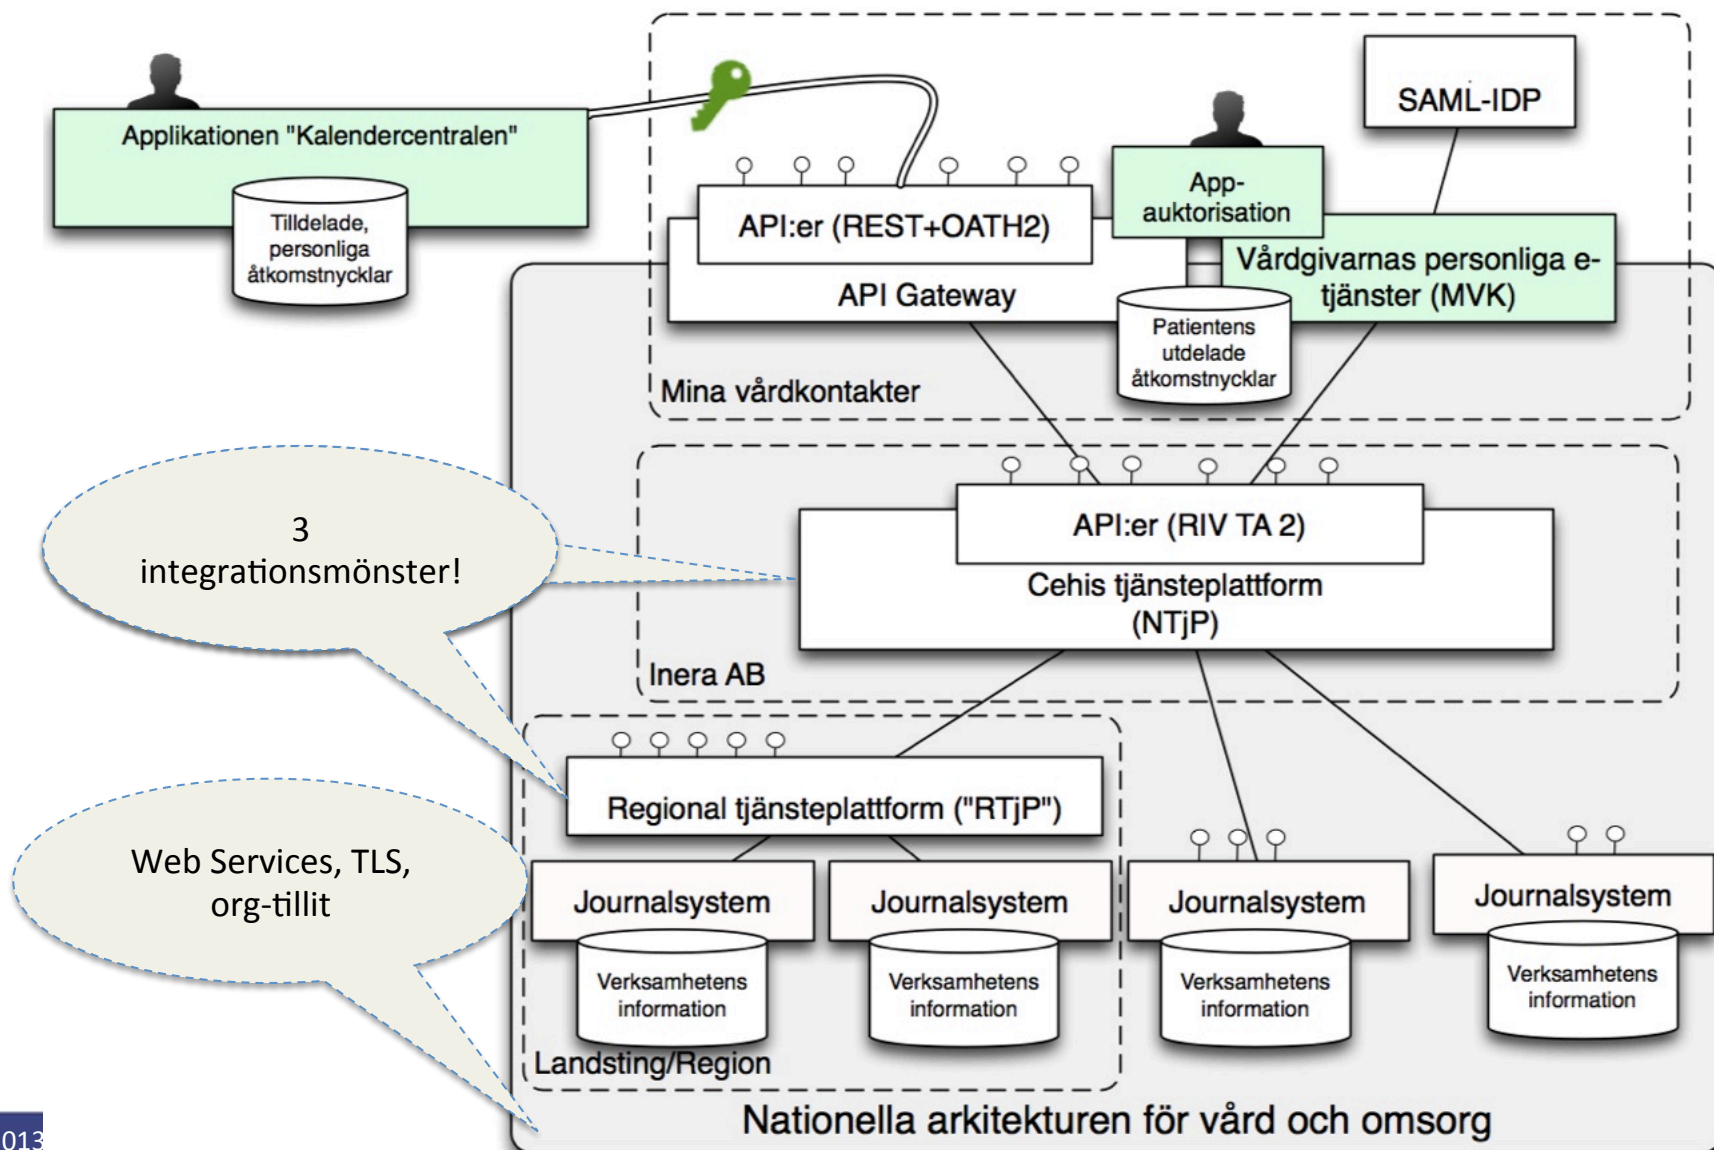 Applikationen "Kalendercentralen"
Tilldelade,
personliga
åtkomstnycklar
SAML-IDP
App-
auktorisation
API:er (REST+OATH2)
API Gateway
Vårdgivarnas personliga e-
tjänster (MVK)
Patientens
utdelade
åtkomstnycklar
Mina vårdkontakter
3
integrationsmönster!
API:er (RIV TA 2)
Cehis tjänsteplattform
(NTjP)
Inera AB
Regional tjänsteplattform ("RTjP")
Web Services, TLS,
org-tillit
Journalsystem
Verksamhetens
information
Journalsystem
Verksamhetens
information
Journalsystem
Verksamhetens
information
Journalsystem
Verksamhetens
information
Landsting/Region
Nationella arkitekturen för vård och omsorg
013